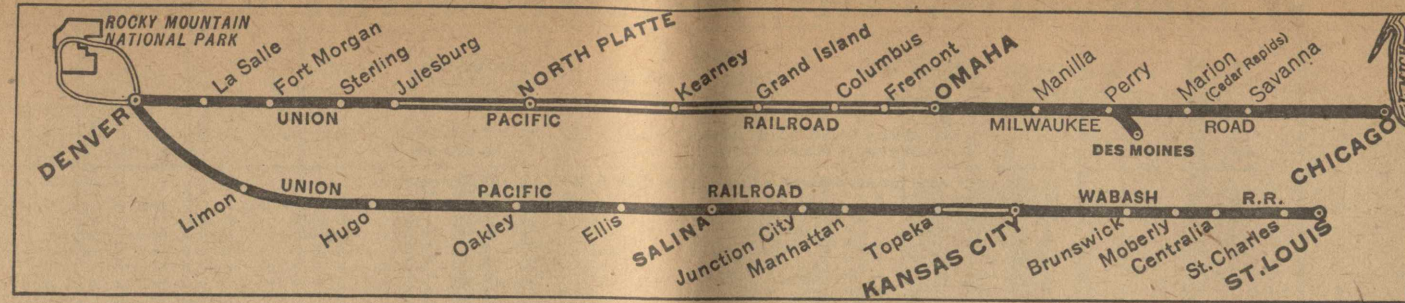 ROCKY MOUNTAIN
NATIONAL PARK
La Salle
Fort Morgan
Sterling
Julesburg
NORTH PLATTE
Kearney
Grand Island
Columbus
Fremont
OMAHA
Manilla
Perry
Marion
(Cedar Rapids)
Savanna
UNION PACIFIC RAILROAD
MILWAUKEE ROAD
DES MOINES
DENVER
CHICAGO
UNION PACIFIC RAILROAD
WABASH R.R.
Limon
Hugo
Oakley
Ellis
SALINA
Junction City
Manhattan
Topeka
KANSAS CITY
Brunswick
Moberly
Centralia
St. Charles
ST. LOUIS